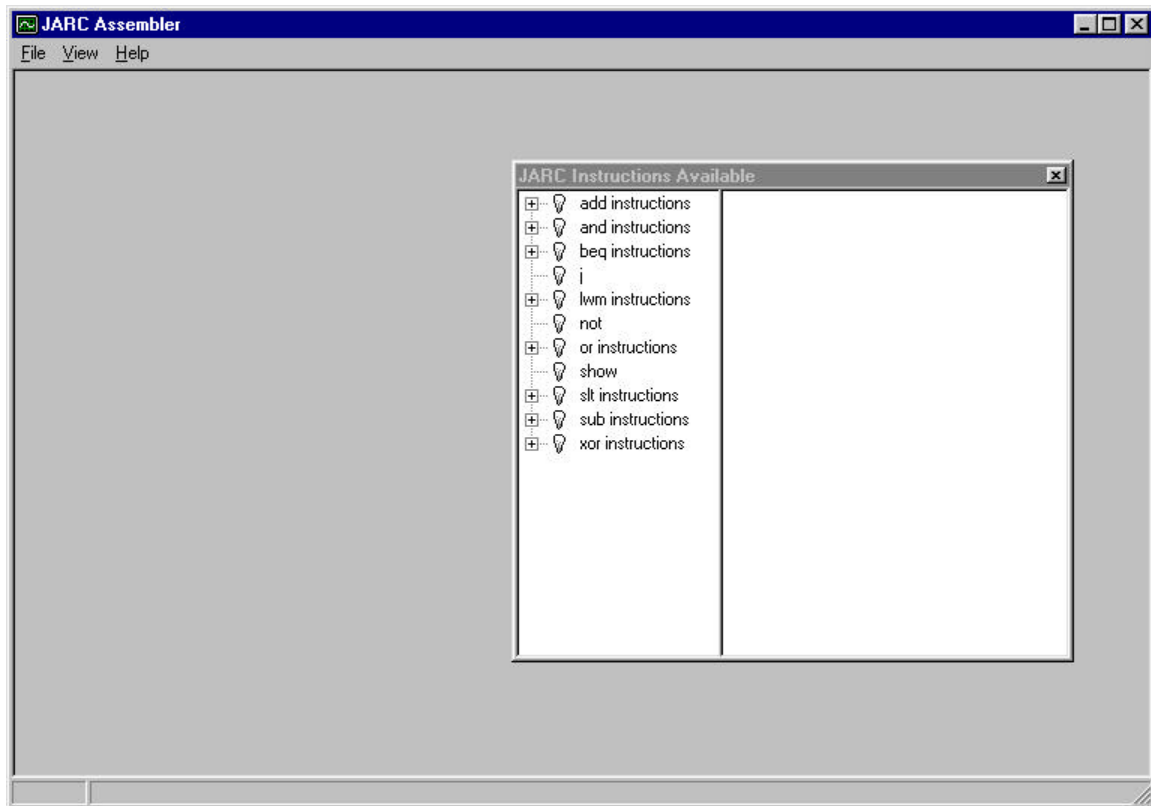 JARC Assembler
File View Help
JARC Instructions Available
add instructions
and instructions
beq instructions
j
lwm instructions
not
or instructions
show
slt instructions
sub instructions
xor instructions